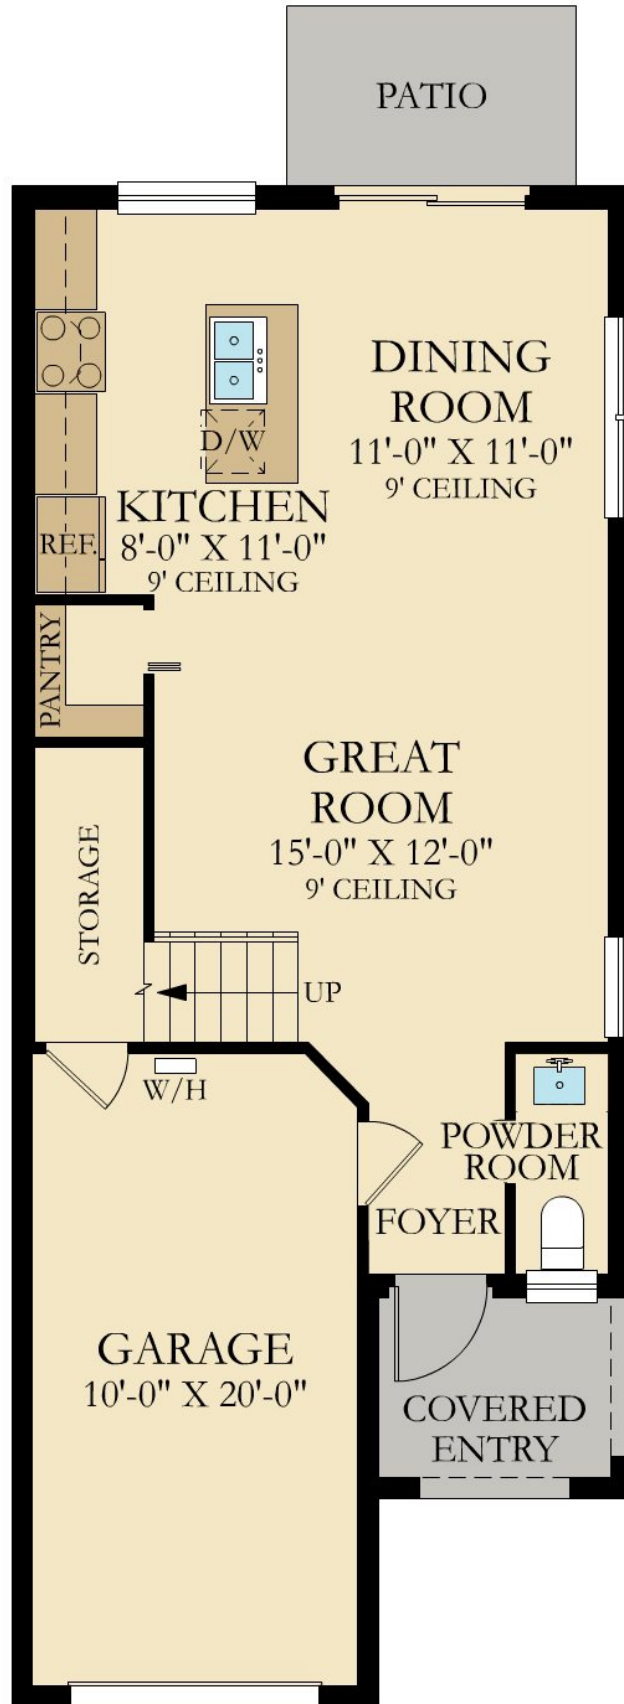 PATIO
DINING
ROOM
11'-0" X 11'-0"
9' CEILING
D/W
KITCHEN
8'-0" X 11'-0"
9' CEILING
REF.
PANTRY
GREAT
ROOM
15'-0" X 12'-0"
9' CEILING
STORAGE
UP
W/H
POWDER
ROOM
FOYER
GARAGE
10'-0" X 20'-0"
COVERED
ENTRY